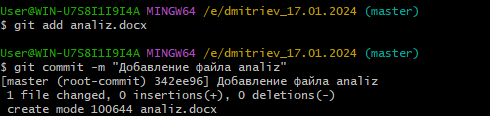 User@WIN-U7S8I1I9I4A MINGW64 /e/dmitriev_17.01.2024 (master)
$ git add analiz.docx
User@WIN-U7S8I1I9I4A MINGW64 /e/dmitriev_17.01.2024 (master)
$ git commit -m "Добавление файла analiz"
[master (root-commit) 342ee96] Добавление файла analiz
1 file changed, 0 insertions(+), 0 deletions(-)
create mode 100644 analiz.docx